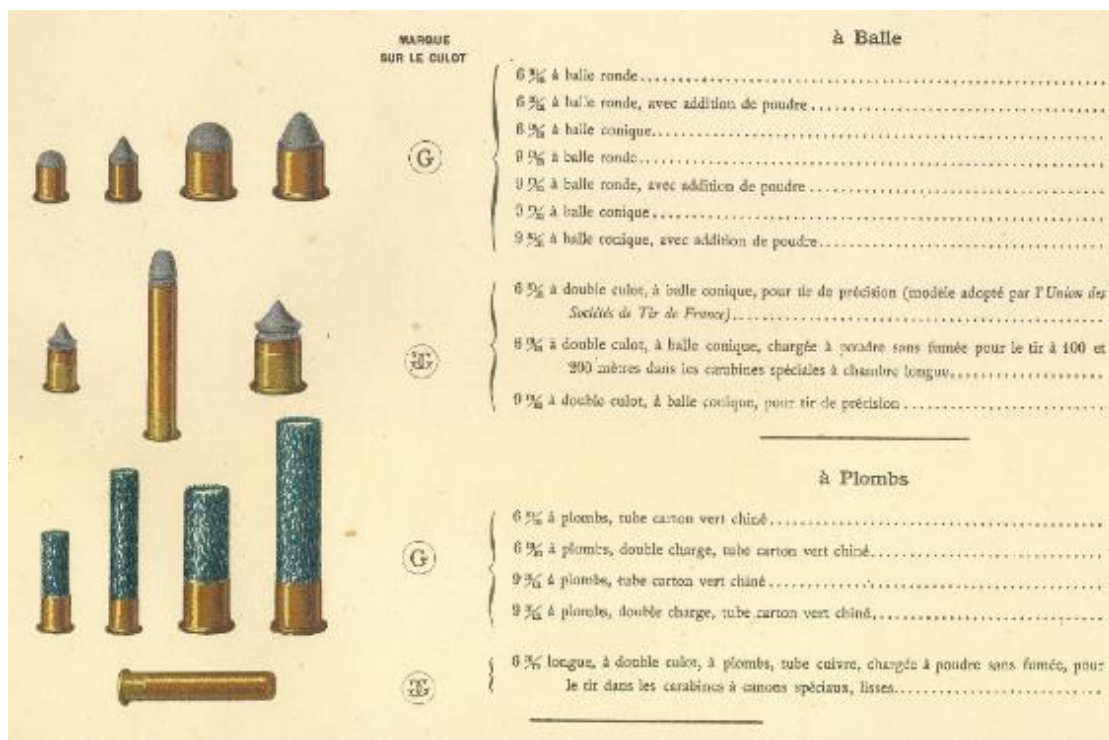 MARQUE
SUR LE CULOT
à Balle
6 m/m à balle ronde
6 m/m à balle ronde, avec addition de poudre
6 m/m à balle conique
9 m/m à balle ronde
9 m/m à balle ronde, avec addition de poudre
9 m/m à balle conique
9 m/m à balle conique, avec addition de poudre
G
6 m/m à double culot, à balle conique, pour tir de précision (modèle adopté par l'Union des
Sociétés de Tir de France)
6 m/m à double culot, à balle conique, chargée à poudre sans fumée pour le tir à 100 et
200 mètres dans les carabines spéciales à chambre longue
9 m/m à double culot, à balle conique, pour tir de précision
à Plombs
6 m/m à plombs, tube carton vert chiné
6 m/m à plombs, double charge, tube carton vert chiné
9 m/m à plombs, tube carton vert chiné
9 m/m à plombs, double charge, tube carton vert chiné
G
6 m/m longue, à double culot, à plombs, tube cuivre, chargée à poudre sans fumée, pour
le tir dans les carabines à canons spéciaux, lisses